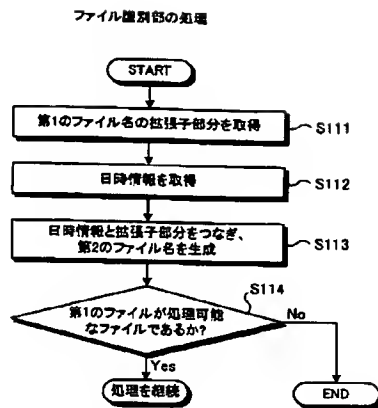 ファイル識別部の処理
START
第1のファイル名の拡張子部分を取得
S111
日時情報を取得
S112
日時情報と拡張子部分をつなぎ、
第2のファイル名を生成
S113
S114
第1のファイルが処理可能
なファイルであるか?
No
Yes
処理を継続
END